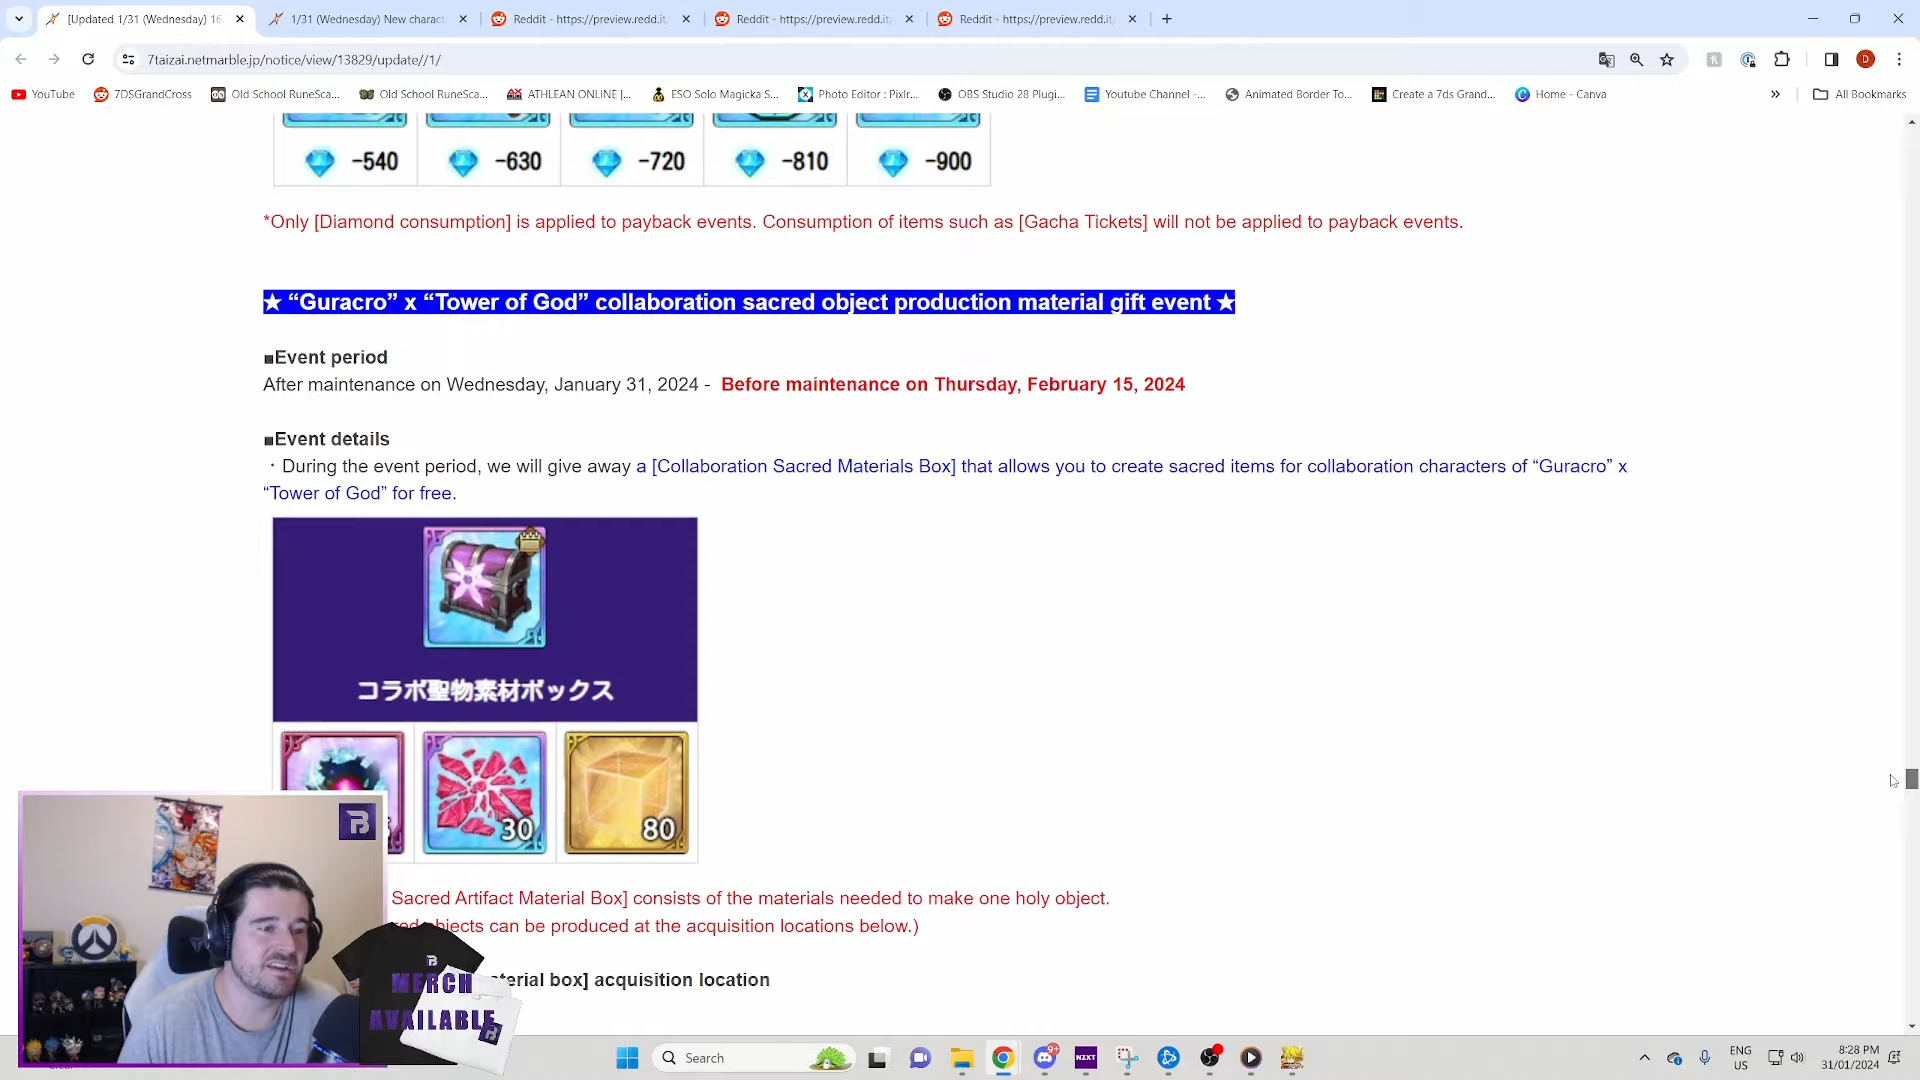 [Updated 1/31 (Wednesday) 16
1/31 (Wednesday) New charact
Reddit - https://preview.redd.it/
Reddit - https://preview.redd.it/
Reddit - https://preview.redd.it/
7taizai.netmarble.jp/notice/view/13829/update//1/
D
YouTube
7DSGrandCross
Old School RuneSca...
Old School RuneSca...
ATHLEAN ONLINE |...
ESO Solo Magicka S...
Photo Editor : Pixlr...
OBS Studio 28 Plugi...
Youtube Channel -...
Animated Border To...
Create a 7ds Grand...
Home - Canva
All Bookmarks
-540 -630 -720 -810 -900
*Only [Diamond consumption] is applied to payback events. Consumption of items such as [Gacha Tickets] will not be applied to payback events.
★ “Guracro” x “Tower of God” collaboration sacred object production material gift event ★
■Event period
After maintenance on Wednesday, January 31, 2024 - Before maintenance on Thursday, February 15, 2024
■Event details
・During the event period, we will give away a [Collaboration Sacred Materials Box] that allows you to create sacred items for collaboration characters of “Guracro” x
“Tower of God” for free.
コラボ聖物素材ボックス
30
80
Sacred Artifact Material Box] consists of the materials needed to make one holy object.
objects can be produced at the acquisition locations below.)
box] acquisition location
B
MERCH
AVAILABLE
Search
9+
NZXT
ENG
US
8:28 PM
31/01/2024